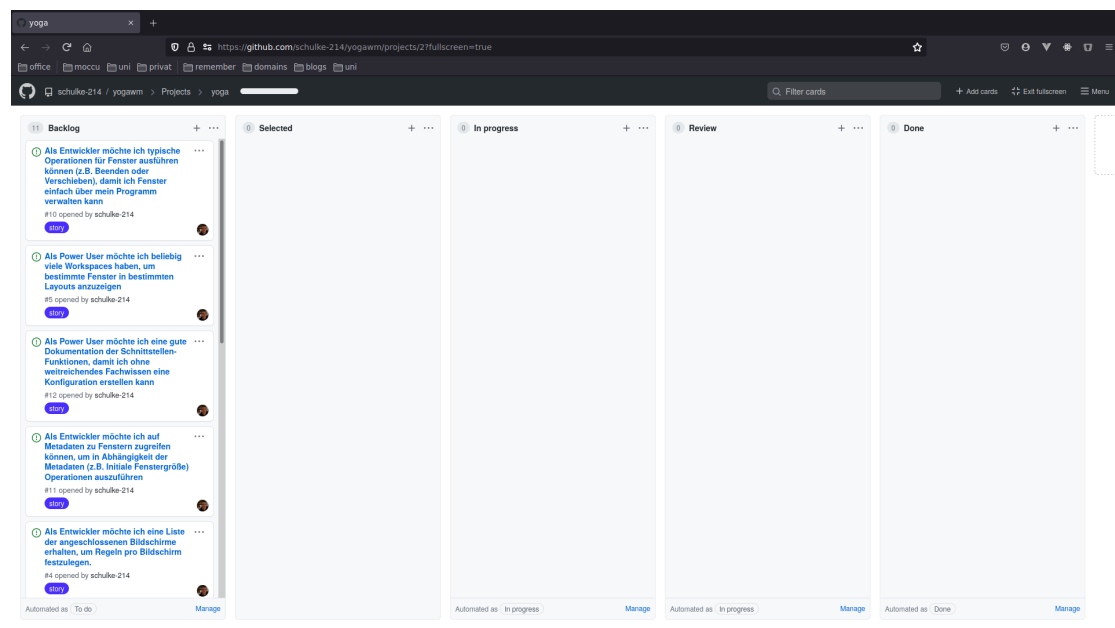 yoga × +
https://github.com/schulke-214/yogawm/projects/2?fullscreen=true
office moccu uni privat remember domains blogs uni
schulke-214 / yogawm > Projects > yoga Filter cards + Add cards Exit fullscreen Menu
11 Backlog + ...
Als Entwickler möchte ich typische ...
Operationen für Fenster ausführen
können (z.B. Beenden oder
Verschieben), damit ich Fenster
einfach über mein Programm
verwalten kann
#10 opened by schulke-214
story
Als Power User möchte ich beliebig ...
viele Workspaces haben, um
bestimmte Fenster in bestimmten
Layouts anzuzeigen
#5 opened by schulke-214
story
Als Power User möchte ich eine gute ...
Dokumentation der Schnittstellen-
Funktionen, damit ich ohne
weitreichendes Fachwissen eine
Konfiguration erstellen kann
#12 opened by schulke-214
story
Als Entwickler möchte ich auf ...
Metadaten zu Fenstern zugreifen
können, um in Abhängigkeit der
Metadaten (z.B. Initiale Fenstergröße)
Operationen auszuführen
#11 opened by schulke-214
story
Als Entwickler möchte ich eine Liste ...
der angeschlossenen Bildschirme
erhalten, um Regeln pro Bildschirm
festzulegen.
#4 opened by schulke-214
story
Automated as To do Manage
0 Selected + ...
0 In progress + ...
Automated as In progress Manage
0 Review + ...
Automated as In progress Manage
0 Done + ...
Automated as Done Manage